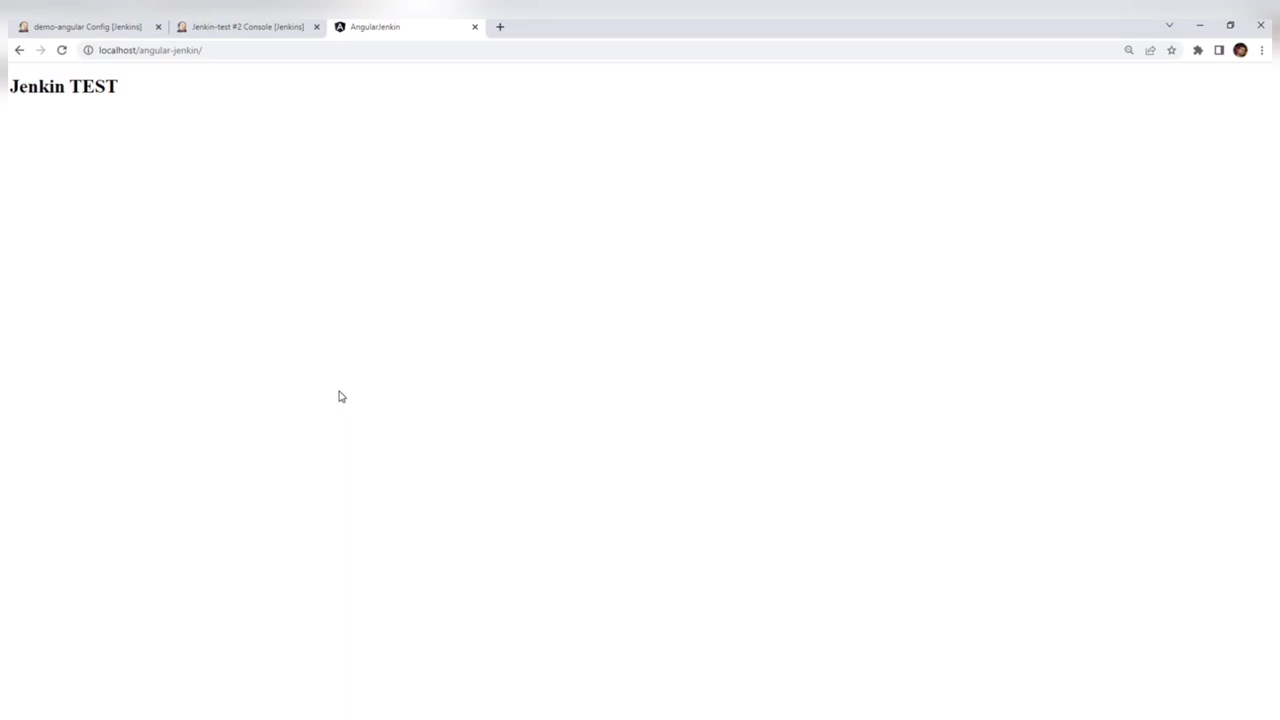 demo-angular Config [Jenkins]
Jenkin-test #2 Console [Jenkins]
AngularJenkin
localhost/angular-jenkin/
Jenkin TEST